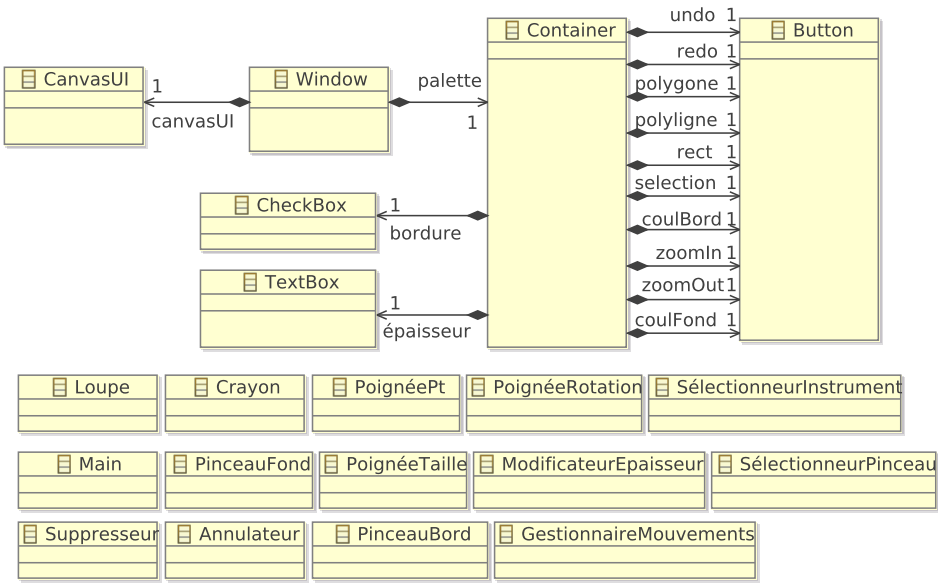 undo 1
Container
Button
redo 1
CanvasUI
1
Window
palette
polygone 1
canvasUI
1
polyligne 1
rect 1
selection 1
CheckBox
1
coulBord 1
bordure
zoomIn 1
TextBox
zoomOut 1
1
coulFond 1
épaisseur
Loupe
Crayon
PoignéePt
PoignéeRotation
SélectionneurInstrument
Main
PinceauFond
PoignéeTaille
ModificateurEpaisseur
SélectionneurPinceau
Suppresseur
Annulateur
PinceauBord
GestionnaireMouvements